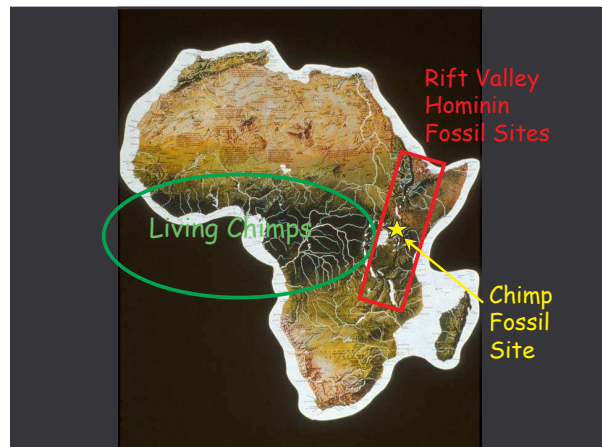 Rift Valley
Hominin
Fossil Sites
Living Chimps
Chimp
Fossil
Site